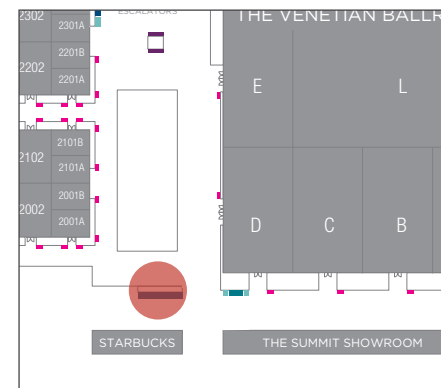 ESCALATORS
THE VENETIAN BALLR
2302
2301A
2201B
2202
2201A
E
L
2101B
2102
2101A
2001B
2002
2001A
D
C
B
STARBUCKS
THE SUMMIT SHOWROOM